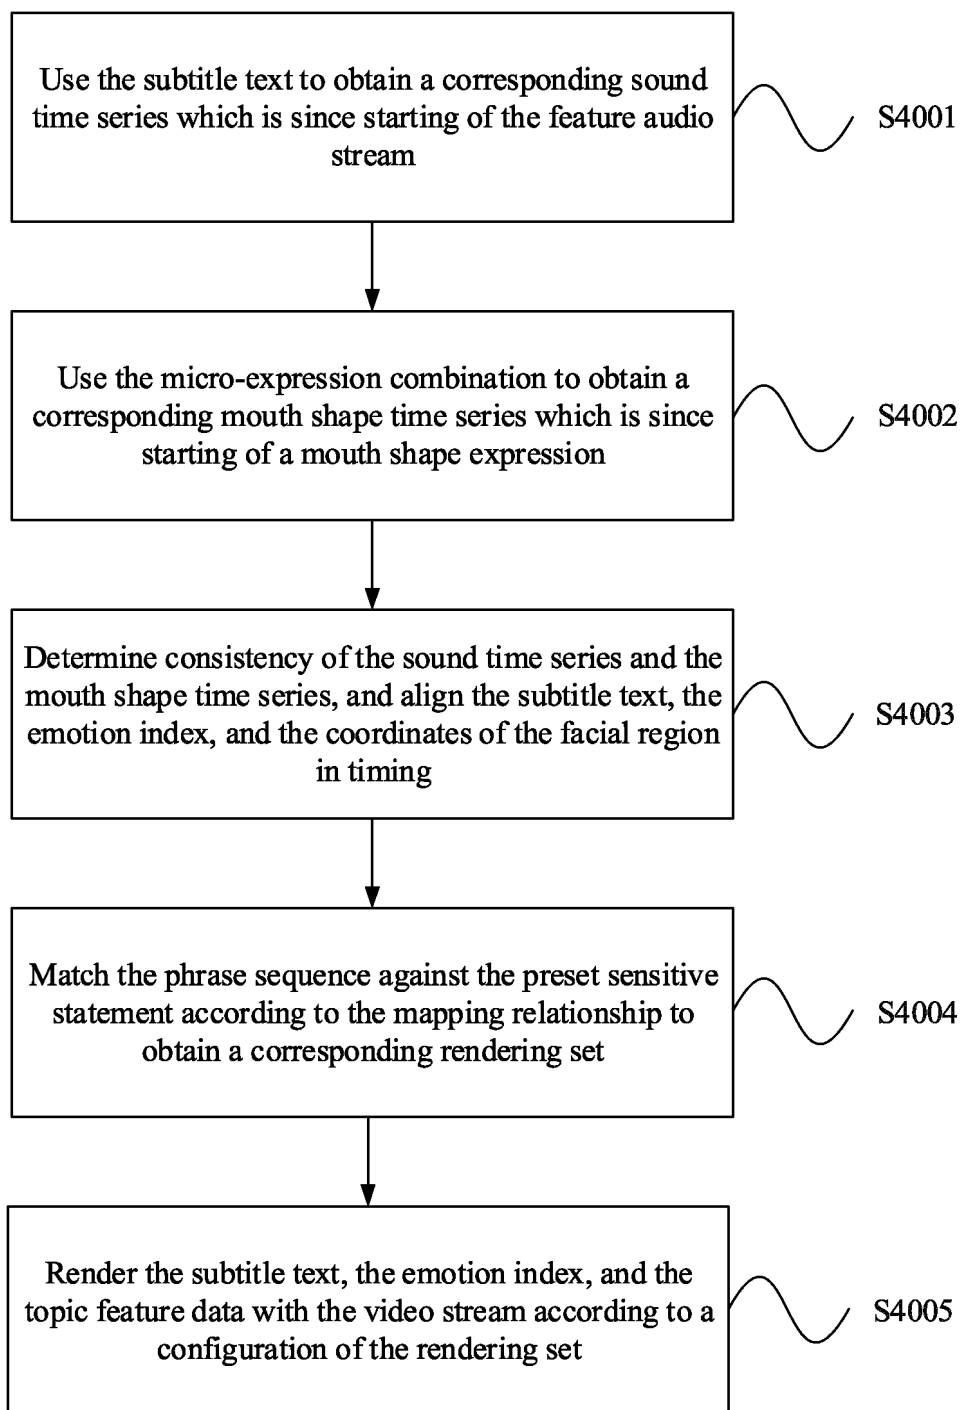 Use the subtitle text to obtain a corresponding sound
time series which is since starting of the feature audio
stream
S4001
Use the micro-expression combination to obtain a
corresponding mouth shape time series which is since
starting of a mouth shape expression
S4002
Determine consistency of the sound time series and the
mouth shape time series, and align the subtitle text, the
emotion index, and the coordinates of the facial region
in timing
S4003
Match the phrase sequence against the preset sensitive
statement according to the mapping relationship to
obtain a corresponding rendering set
S4004
Render the subtitle text, the emotion index, and the
topic feature data with the video stream according to a
configuration of the rendering set
S4005